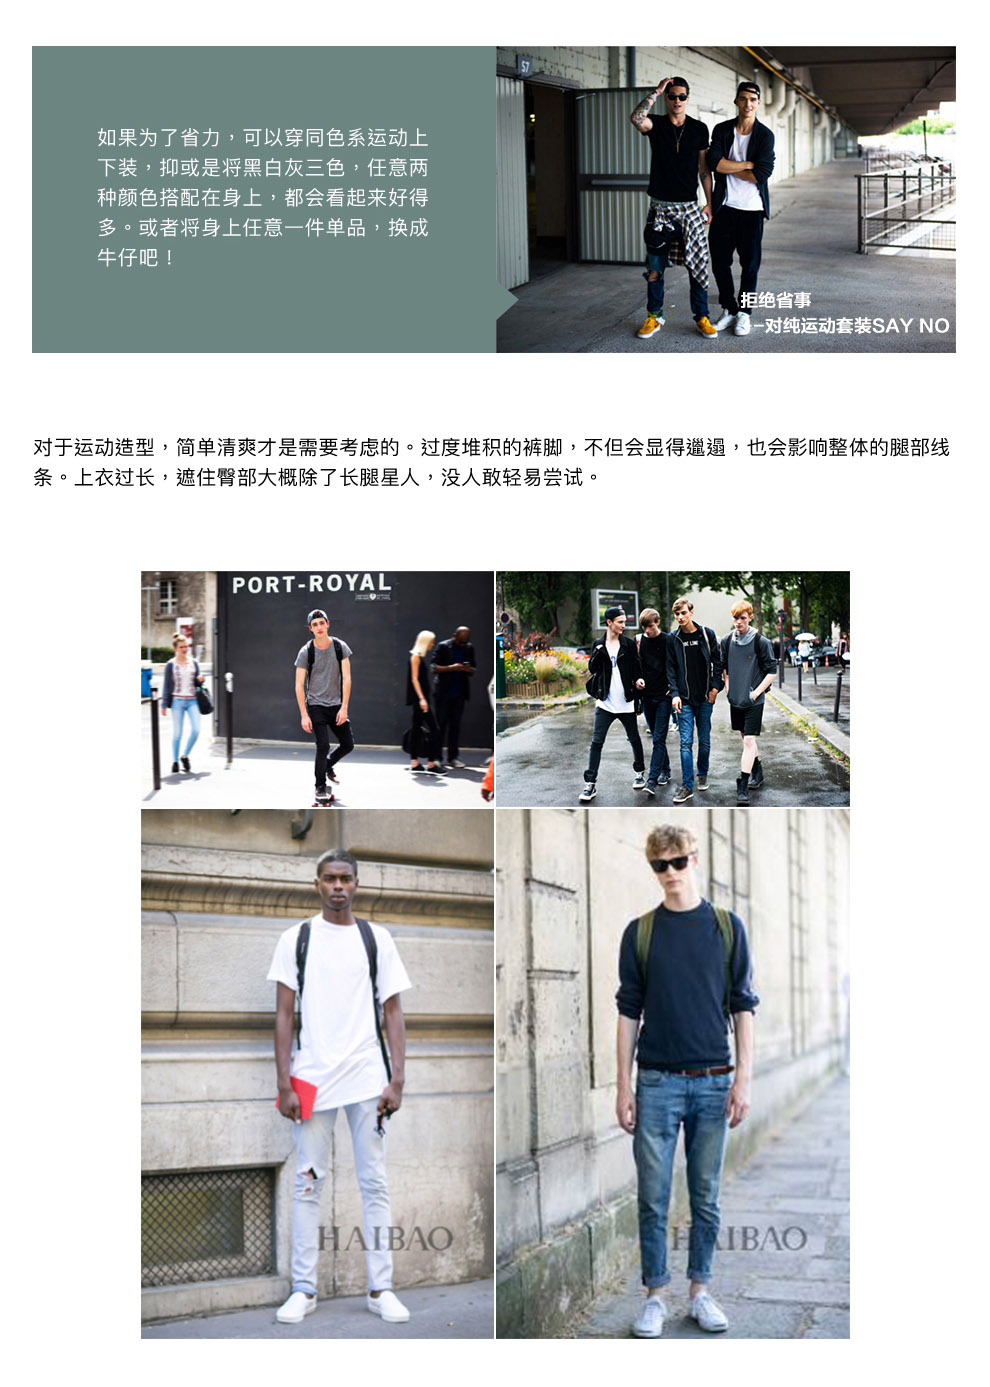 如果为了省力，可以穿同色系运动上
下装，抑或是将黑白灰三色，任意两
种颜色搭配在身上，都会看起来好得
多。或者将身上任意一件单品，换成
牛仔吧！
57
拒绝省事
--对纯运动套装SAY NO
对于运动造型，简单清爽才是需要考虑的。过度堆积的裤脚，不但会显得邋遢，也会影响整体的腿部线
条。上衣过长，遮住臀部大概除了长腿星人，没人敢轻易尝试。
PORT-ROYAL
HAIBAO
HAIBAO